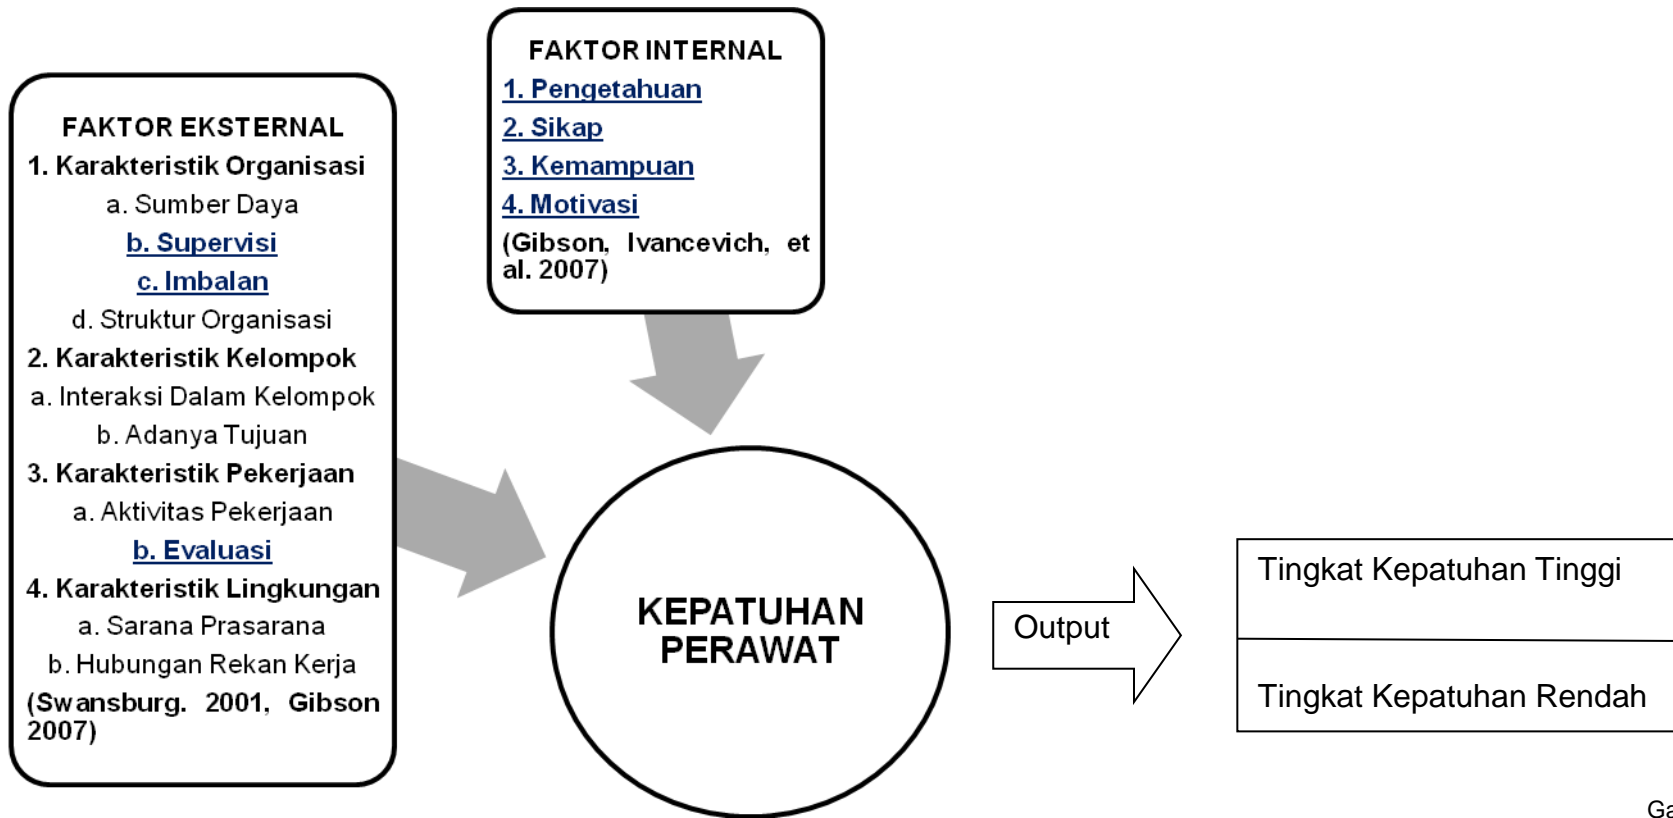 FAKTOR EKSTERNAL
1. Karakteristik Organisasi
a. Sumber Daya
b. Supervisi
c. Imbalan
d. Struktur Organisasi
2. Karakteristik Kelompok
a. Interaksi Dalam Kelompok
b. Adanya Tujuan
3. Karakteristik Pekerjaan
a. Aktivitas Pekerjaan
b. Evaluasi
4. Karakteristik Lingkungan
a. Sarana Prasarana
b. Hubungan Rekan Kerja
(Swansburg. 2001, Gibson
2007)
FAKTOR INTERNAL
1. Pengetahuan
2. Sikap
3. Kemampuan
4. Motivasi
(Gibson, Ivancevich, et
al. 2007)
KEPATUHAN
PERAWAT
Output
Tingkat Kepatuhan Tinggi
Tingkat Kepatuhan Rendah